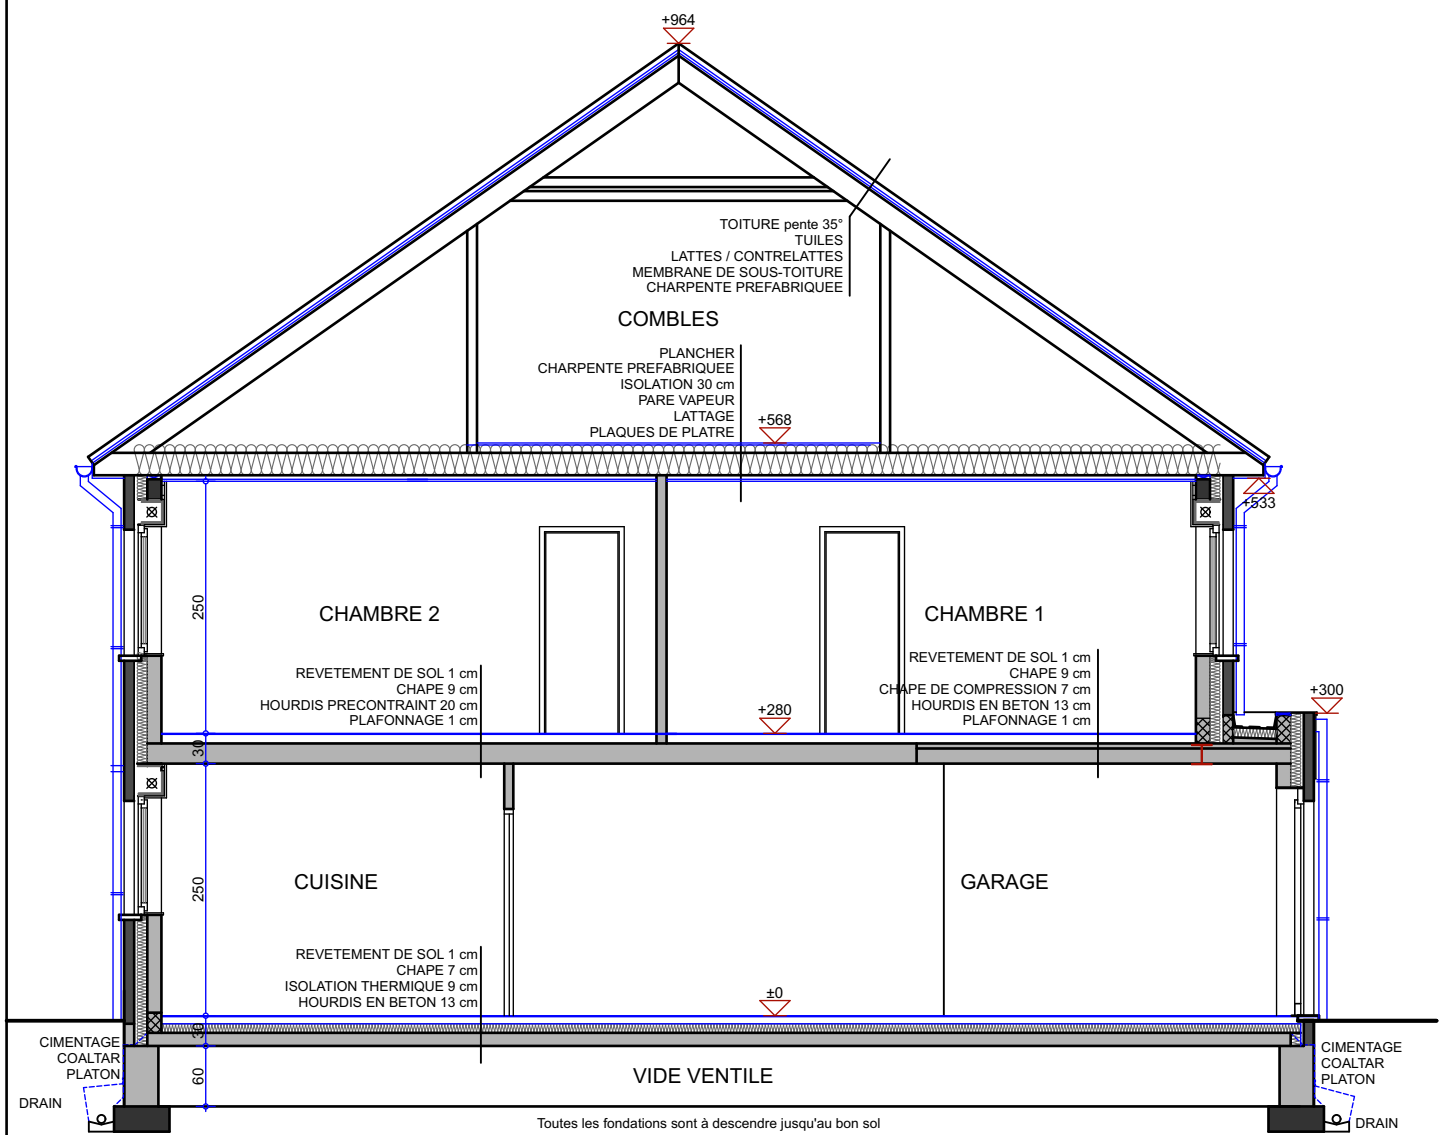 +964
TOITURE pente 35°
TUILES
LATTES / CONTRELATTES
MEMBRANE DE SOUS-TOITURE
CHARPENTE PREFABRIQUEE
COMBLES
PLANCHER
CHARPENTE PREFABRIQUEE
ISOLATION 30 cm
PARE VAPEUR
LATTAGE
PLAQUES DE PLATRE
+568
+533
250
CHAMBRE 2
CHAMBRE 1
REVETEMENT DE SOL 1 cm
CHAPE 9 cm
HOURDIS PRECONTRAINT 20 cm
PLAFONNAGE 1 cm
REVETEMENT DE SOL 1 cm
CHAPE 9 cm
CHAPE DE COMPRESSION 7 cm
HOURDIS EN BETON 13 cm
PLAFONNAGE 1 cm
+280
+300
30
250
CUISINE
GARAGE
REVETEMENT DE SOL 1 cm
CHAPE 7 cm
ISOLATION THERMIQUE 9 cm
HOURDIS EN BETON 13 cm
±0
30
CIMENTAGE
COALTAR
PLATON
DRAIN
60
VIDE VENTILE
CIMENTAGE
COALTAR
PLATON
DRAIN
Toutes les fondations sont à descendre jusqu'au bon sol